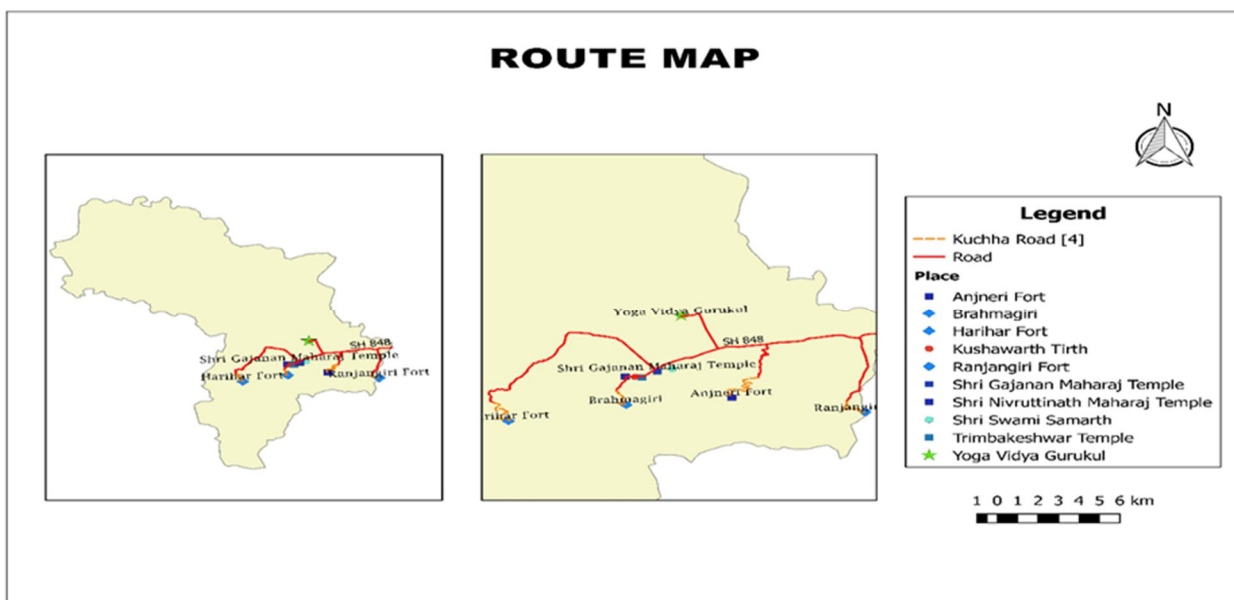 ROUTE MAP
N
SH 848
Shri Gajanan Maharaj Temple
Harihar Fort
Ranjangiri Fort
Yoga Vidya Gurukul
SH 848
Shri Gajanan Maharaj Temple
Brahmagiri
Anjneri Fort
rihar Fort
Ranjangir
Legend
Kuchha Road [4]
Road
Place
Anjneri Fort
Brahmagiri
Harihar Fort
Kushawarth Tirth
Ranjangiri Fort
Shri Gajanan Maharaj Temple
Shri Nivruttinath Maharaj Temple
Shri Swami Samarth
Trimbakeshwar Temple
Yoga Vidya Gurukul
1 0 1 2 3 4 5 6 km